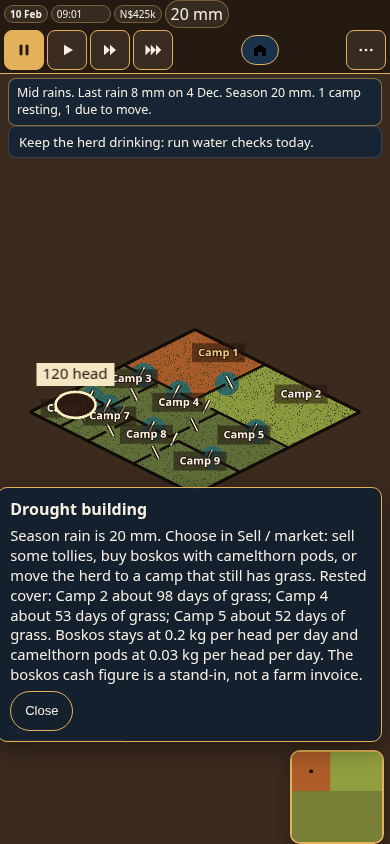 10 Feb 09:01 N$425k 20 mm
Mid rains. Last rain 8 mm on 4 Dec. Season 20 mm. 1 camp
resting, 1 due to move.
Keep the herd drinking: run water checks today.
Camp 1
120 head
Camp 3
Camp 2
Camp 4
Camp 7
Camp 8
Camp 5
Camp 9
Drought building
Season rain is 20 mm. Choose in Sell / market: sell
some tollies, buy boskos with camelthorn pods, or
move the herd to a camp that still has grass. Rested
cover: Camp 2 about 98 days of grass; Camp 4
about 53 days of grass; Camp 5 about 52 days of
grass. Boskos stays at 0.2 kg per head per day and
camelthorn pods at 0.03 kg per head per day. The
boskos cash figure is a stand-in, not a farm invoice.
Close